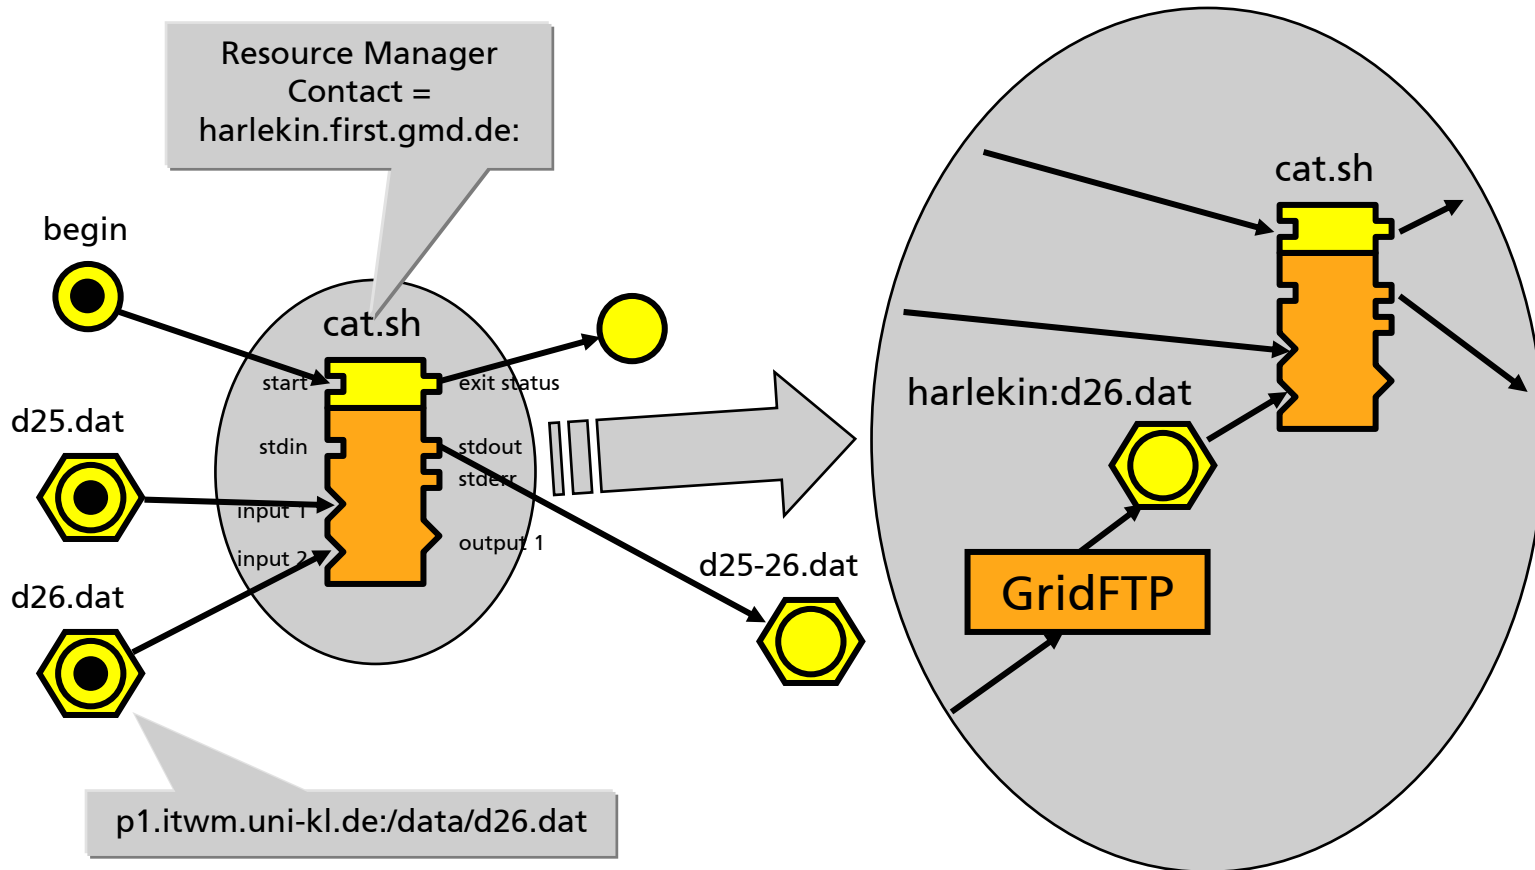 Resource Manager
Contact =
harlekin.first.gmd.de:
begin
cat.sh
start
exit status
d25.dat
stdin
stdout
stderr
input 1
input 2
output 1
d26.dat
d25-26.dat
p1.itwm.uni-kl.de:/data/d26.dat
cat.sh
harlekin:d26.dat
GridFTP